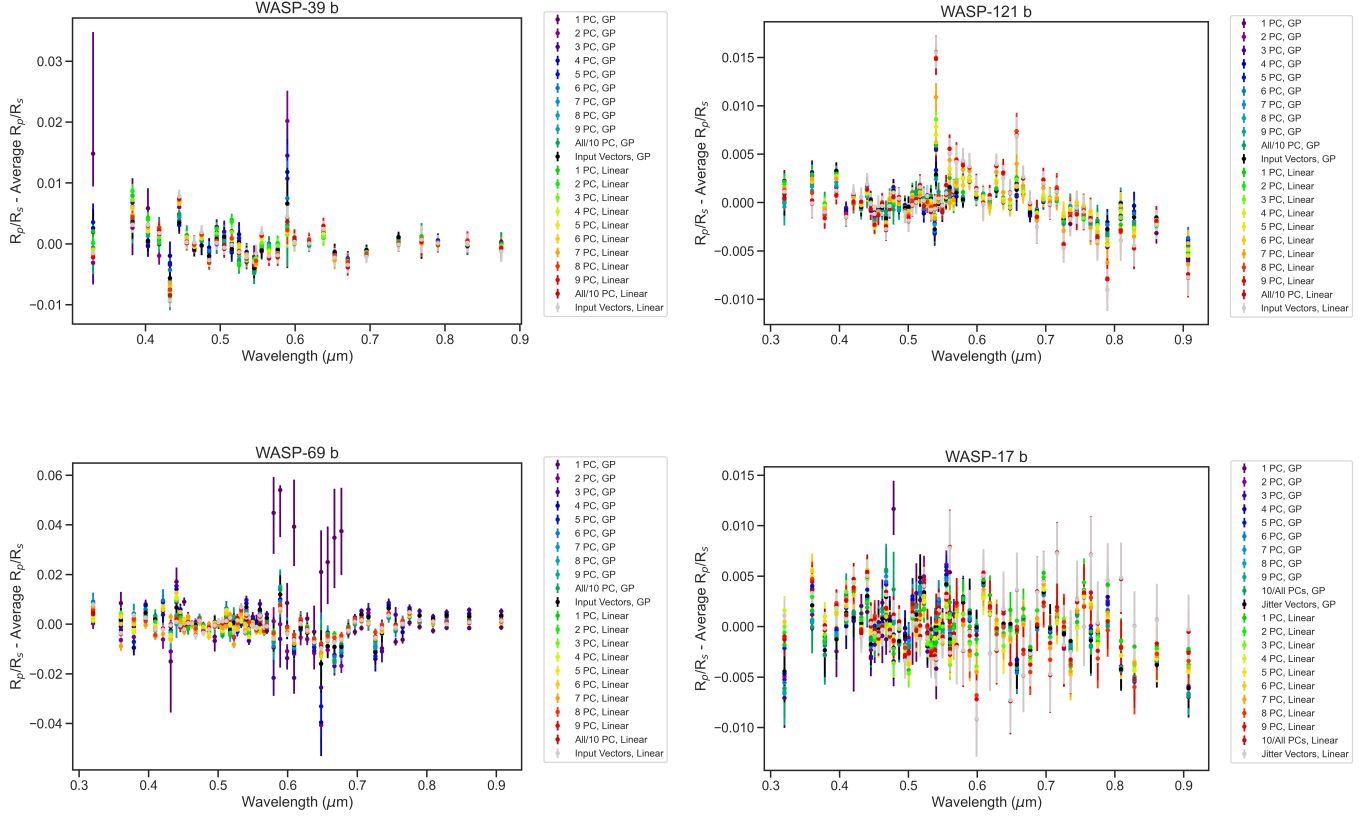 WASP-39 b
R_p/R_s - Average R_p/R_s
0.03
0.02
0.01
0.00
−0.01
0.4
0.5
0.6
0.7
0.8
0.9
Wavelength (μm)
1 PC, GP
2 PC, GP
3 PC, GP
4 PC, GP
5 PC, GP
6 PC, GP
7 PC, GP
8 PC, GP
9 PC, GP
All/10 PC, GP
Input Vectors, GP
1 PC, Linear
2 PC, Linear
3 PC, Linear
4 PC, Linear
5 PC, Linear
6 PC, Linear
7 PC, Linear
8 PC, Linear
9 PC, Linear
All/10 PC, Linear
Input Vectors, Linear
WASP-121 b
R_p/R_s - Average R_p/R_s
0.015
0.010
0.005
0.000
−0.005
−0.010
0.3
0.4
0.5
0.6
0.7
0.8
0.9
Wavelength (μm)
1 PC, GP
2 PC, GP
3 PC, GP
4 PC, GP
5 PC, GP
6 PC, GP
7 PC, GP
8 PC, GP
9 PC, GP
All/10 PC, GP
Input Vectors, GP
1 PC, Linear
2 PC, Linear
3 PC, Linear
4 PC, Linear
5 PC, Linear
6 PC, Linear
7 PC, Linear
8 PC, Linear
9 PC, Linear
All/10 PC, Linear
Input Vectors, Linear
WASP-69 b
R_p/R_s - Average R_p/R_s
0.06
0.04
0.02
0.00
−0.02
−0.04
0.3
0.4
0.5
0.6
0.7
0.8
0.9
Wavelength (μm)
1 PC, GP
2 PC, GP
3 PC, GP
4 PC, GP
5 PC, GP
6 PC, GP
7 PC, GP
8 PC, GP
9 PC, GP
All/10 PC, GP
Input Vectors, GP
1 PC, Linear
2 PC, Linear
3 PC, Linear
4 PC, Linear
5 PC, Linear
6 PC, Linear
7 PC, Linear
8 PC, Linear
9 PC, Linear
All/10 PC, Linear
Input Vectors, Linear
WASP-17 b
R_p/R_s - Average R_p/R_s
0.015
0.010
0.005
0.000
−0.005
−0.010
0.3
0.4
0.5
0.6
0.7
0.8
0.9
Wavelength (μm)
1 PC, GP
2 PC, GP
3 PC, GP
4 PC, GP
5 PC, GP
6 PC, GP
7 PC, GP
8 PC, GP
9 PC, GP
10/All PCs, GP
Jitter Vectors, GP
1 PC, Linear
2 PC, Linear
3 PC, Linear
4 PC, Linear
5 PC, Linear
6 PC, Linear
7 PC, Linear
8 PC, Linear
9 PC, Linear
10/All PCs, Linear
Jitter Vectors, Linear